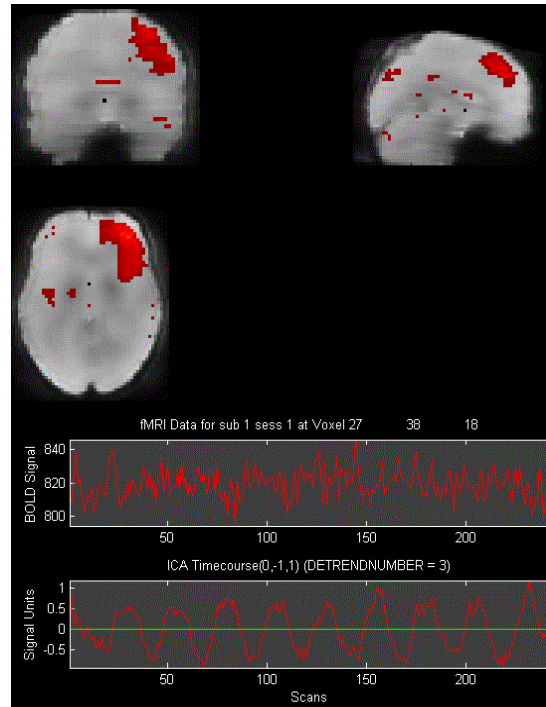 fMRI Data for sub 1 sess 1 at Voxel 27 38 18
BOLD Signal
840
820
800
50 100 150 200
ICA Timecourse(0,-1,1) (DETRENDNUMBER = 3)
Signal Units
1
0.5
0
-0.5
50 100 150 200
Scans